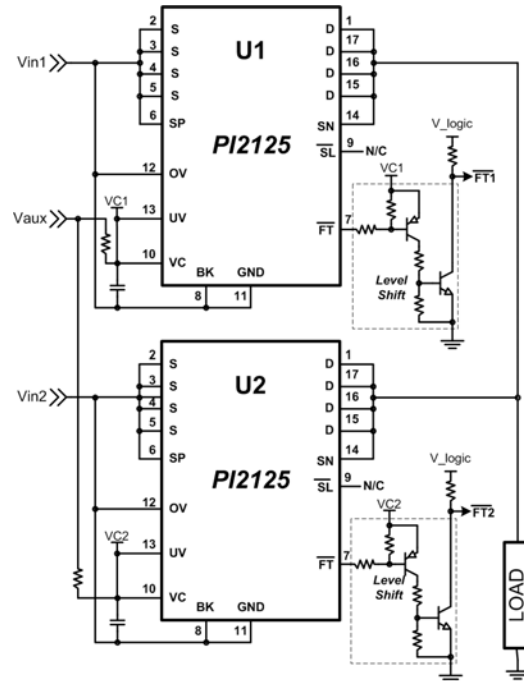 Vin1
Vaux
2
S
3
S
4
S
5
S
6
SP
12
OV
13
UV
10
VC
VC1
U1
PI2125
BK
GND
8
11
1
D
17
D
16
D
15
D
14
SN
9
SL
N/C
7
FT
VC1
Level
Shift
V_logic
FT1
Vin2
2
S
3
S
4
S
5
S
6
SP
12
OV
13
UV
10
VC
VC2
U2
PI2125
BK
GND
8
11
1
D
17
D
16
D
15
D
14
SN
9
SL
N/C
7
FT
VC2
Level
Shift
V_logic
FT2
LOAD